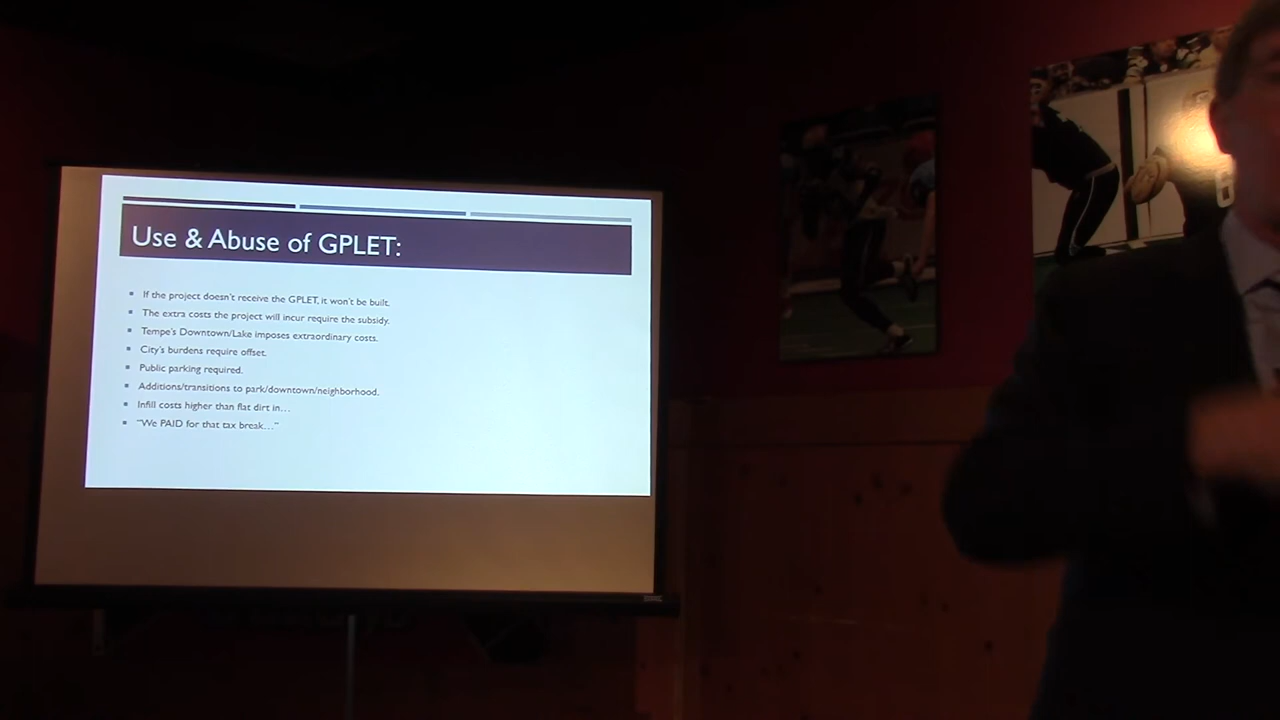 Use & Abuse of GPLET:
If the project doesn't receive the GPLET, it won't be built.
The extra costs the project will incur require the subsidy.
Tempe's Downtown/Lake imposes extraordinary costs.
City's burdens require offset.
Public parking required.
Additions/transitions to park/downtown/neighborhood.
Infill costs higher than flat dirt in…
"We PAID for that tax break…"